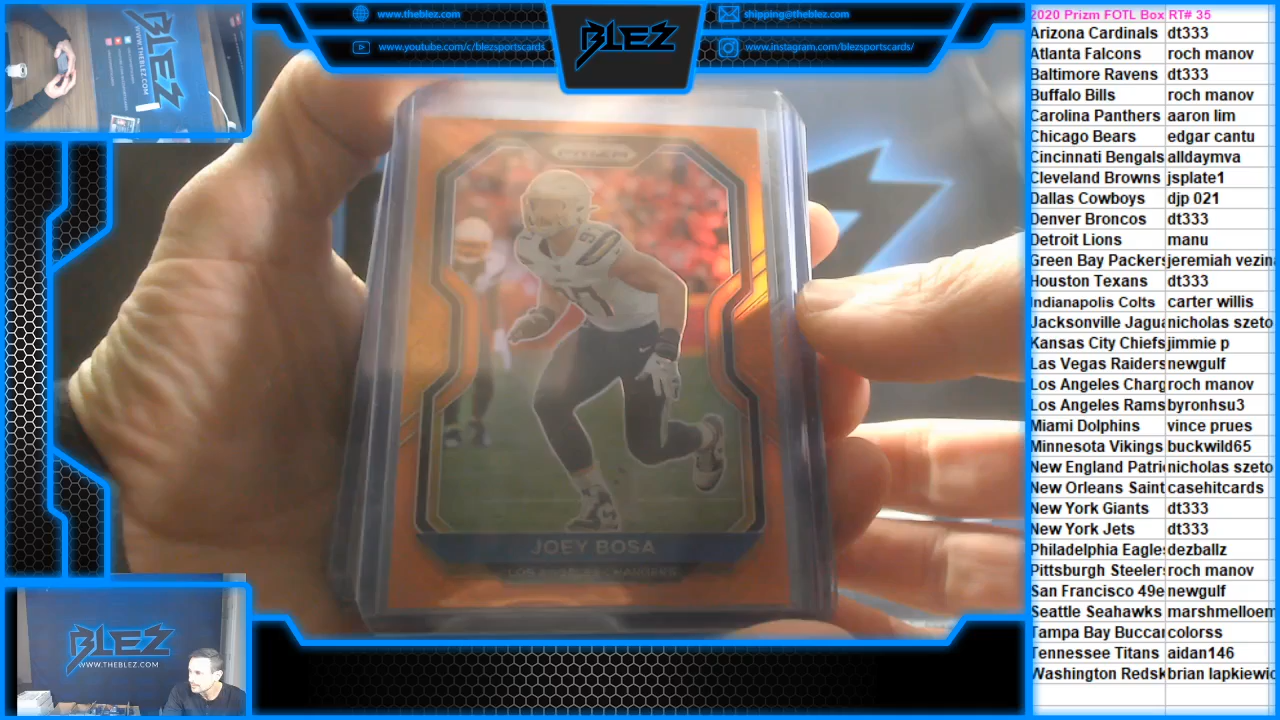 www.theblez.com
www.youtube.com/c/blezsportscards
BLEZ
shipping@theblez.com
www.instagram.com/blezsportscards/
BLEZ
THEBLEZ.COM
PRIZM
97
JOEY BOSA
LOS ANGELES CHARGERS
BLEZ
WWW.THEBLEZ.COM
2020 Prizm FOTL Box RT# 35
Arizona Cardinals dt333
Atlanta Falcons roch manov
Baltimore Ravens dt333
Buffalo Bills roch manov
Carolina Panthers aaron lim
Chicago Bears edgar cantu
Cincinnati Bengals alldaymva
Cleveland Browns jsplate1
Dallas Cowboys djp 021
Denver Broncos dt333
Detroit Lions manu
Green Bay Packers jeremiah vezina
Houston Texans dt333
Indianapolis Colts carter willis
Jacksonville Jagua nicholas szeto
Kansas City Chiefs jimmie p
Las Vegas Raiders newgulf
Los Angeles Charg roch manov
Los Angeles Rams byronhsu3
Miami Dolphins vince prues
Minnesota Vikings buckwild65
New England Patri nicholas szeto
New Orleans Saint casehitcards
New York Giants dt333
New York Jets dt333
Philadelphia Eagles dezballz
Pittsburgh Steelers roch manov
San Francisco 49e newgulf
Seattle Seahawks marshmelloem
Tampa Bay Buccan colorss
Tennessee Titans aidan146
Washington Redsk brian lapkiewic